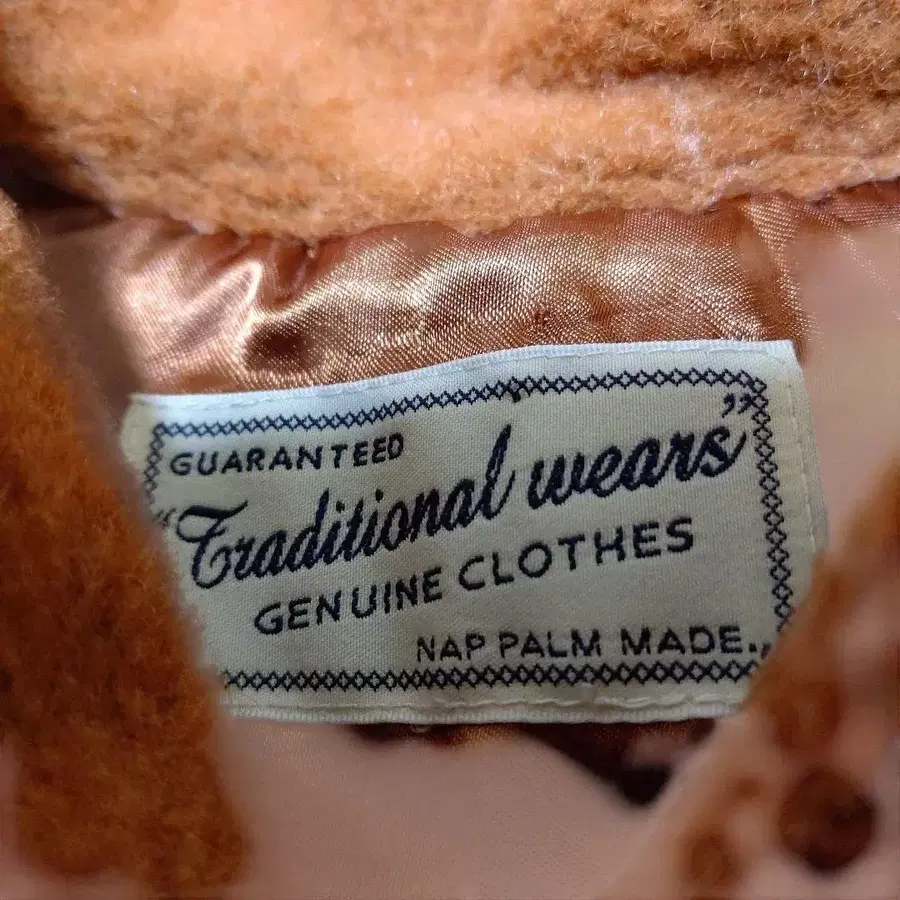 GUARANTEED
"Traditional wears"
GENUINE CLOTHES
NAP PALM MADE.,